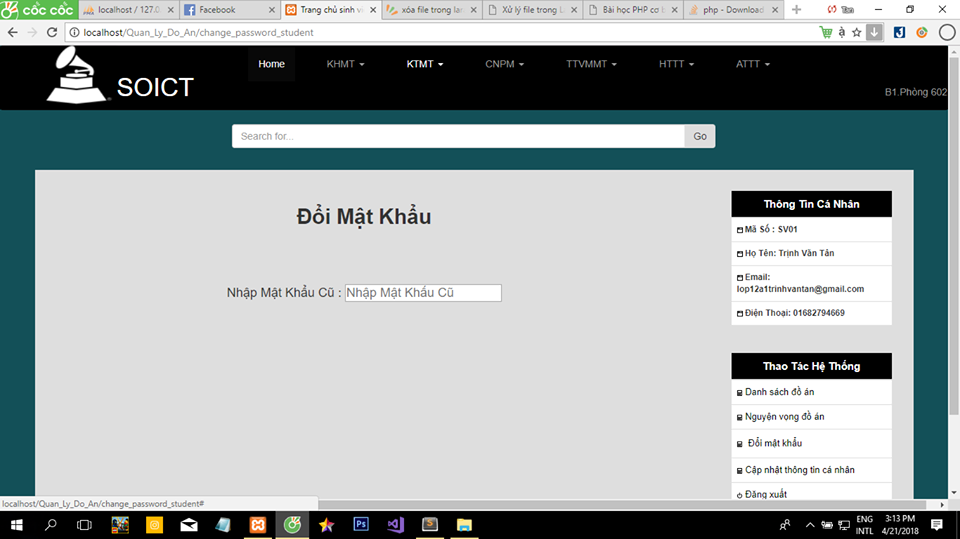 cốc cốc
localhost / 127.0
Facebook
Trang chủ sinh v
xóa file trong la
Xử lý file trong L
Bài học PHP cơ b
php - Download
localhost/Quan_Ly_Do_An/change_password_student
SOICT
Home
KHMT
KTMT
CNPM
TTVMMT
HTTT
ATTT
B1.Phòng 602
Search for...
Go
Đổi Mật Khẩu
Nhập Mật Khẩu Cũ :
Nhập Mật Khẩu Cũ
Thông Tin Cá Nhân
Mã Số : SV01
Họ Tên: Trịnh Văn Tân
Email:
lop12a1trinhvantan@gmail.com
Điện Thoại: 01682794669
Thao Tác Hệ Thống
Danh sách đồ án
Nguyện vọng đồ án
Đổi mật khẩu
Cập nhật thông tin cá nhân
Đăng xuất
localhost/Quan_Ly_Do_An/change_password_student#
Ps
ENG
INTL
3:13 PM
4/21/2018